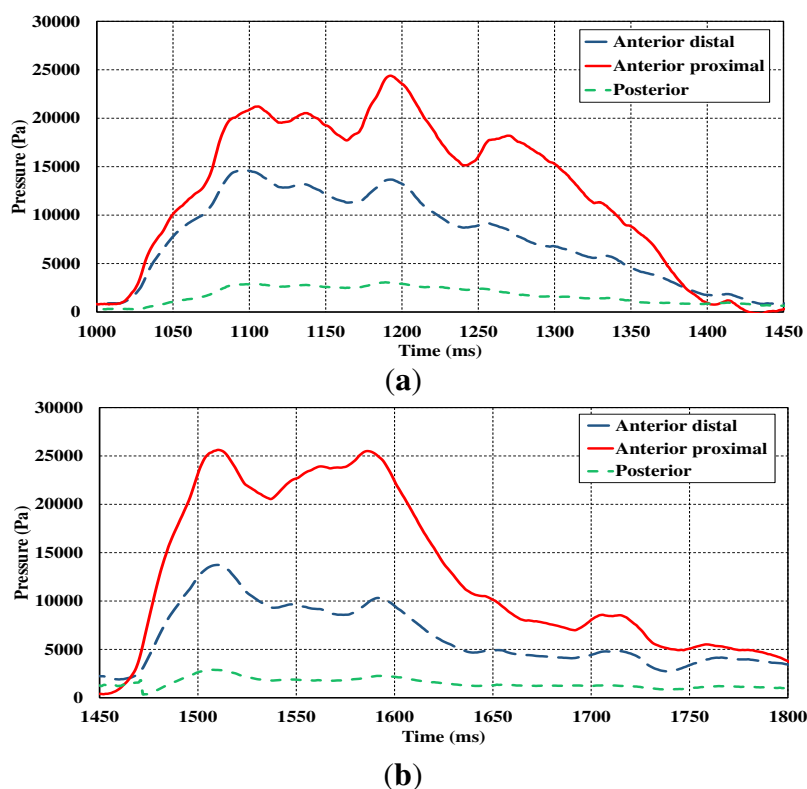 30000
25000
20000
15000
10000
5000
0
Pressure (Pa)
Anterior distal
Anterior proximal
Posterior
1000 1050 1100 1150 1200 1250 1300 1350 1400 1450
Time (ms)
(a)
30000
25000
20000
15000
10000
5000
0
Pressure (Pa)
Anterior distal
Anterior proximal
Posterior
1450 1500 1550 1600 1650 1700 1750 1800
Time (ms)
(b)